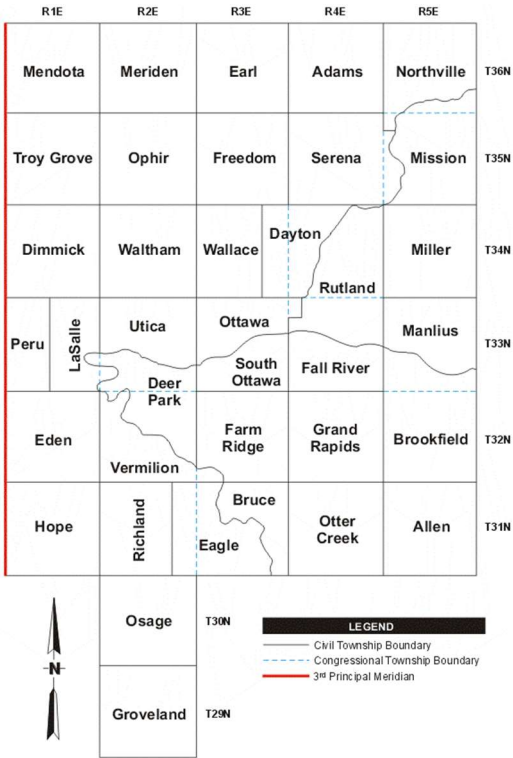 R1E R2E R3E R4E R5E
Mendota Meriden Earl Adams Northville T36N
Troy Grove Ophir Freedom Serena Mission T35N
Dayton
Dimmick Waltham Wallace Miller T34N
Rutland
Utica Ottawa Manlius
Peru LaSalle T33N
South
Ottawa Fall River
Deer
Park
Farm
Ridge
Grand
Rapids
Eden Brookfield T32N
Vermilion
Bruce
Hope Richland Otter
Creek
Allen T31N
Eagle
Osage T30N
Groveland T29N
N
LEGEND
Civil Township Boundary
Congressional Township Boundary
3rd Principal Meridian